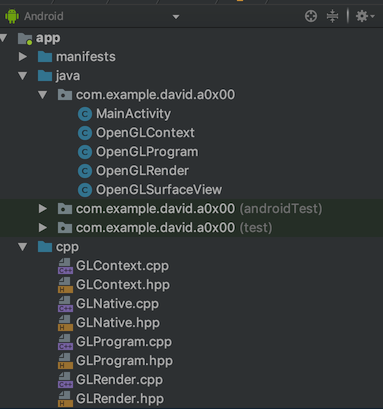 Android
app
manifests
java
com.example.david.a0x00
MainActivity
OpenGLContext
OpenGLProgram
OpenGLRender
OpenGLSurfaceView
com.example.david.a0x00 (androidTest)
com.example.david.a0x00 (test)
cpp
GLContext.cpp
GLContext.hpp
GLNative.cpp
GLNative.hpp
GLProgram.cpp
GLProgram.hpp
GLRender.cpp
GLRender.hpp